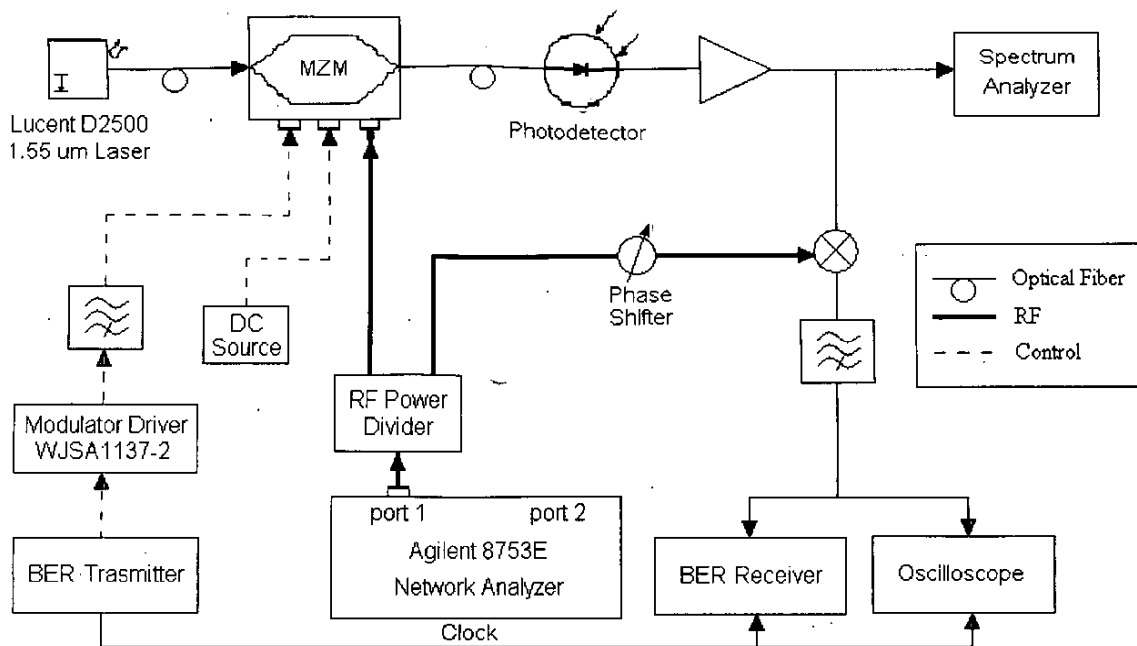 MZM
Spectrum
Analyzer
Lucent D2500
1.55 um Laser
Photodetector
Phase
Shifter
Optical Fiber
RF
Control
DC
Source
RF Power
Divider
Modulator Driver
WJSA1137-2
port 1 port 2
Agilent 8753E
Network Analyzer
BER Trasmitter
BER Receiver
Oscilloscope
Clock